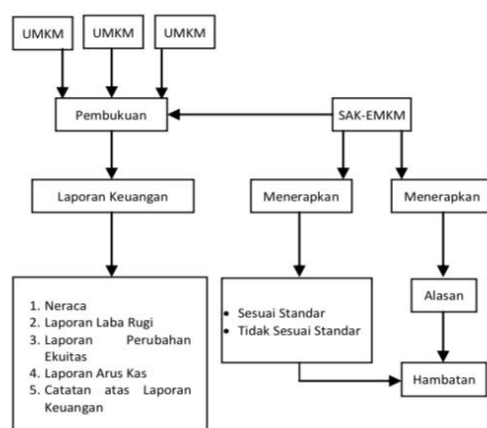 UMKM
UMKM
UMKM
Pembukuan
SAK-EMKM
Laporan Keuangan
Menerapkan
Menerapkan
1. Neraca
2. Laporan Laba Rugi
3. Laporan Perubahan
Ekuitas
4. Laporan Arus Kas
5. Catatan atas Laporan
Keuangan
• Sesuai Standar
• Tidak Sesuai Standar
Alasan
Hambatan